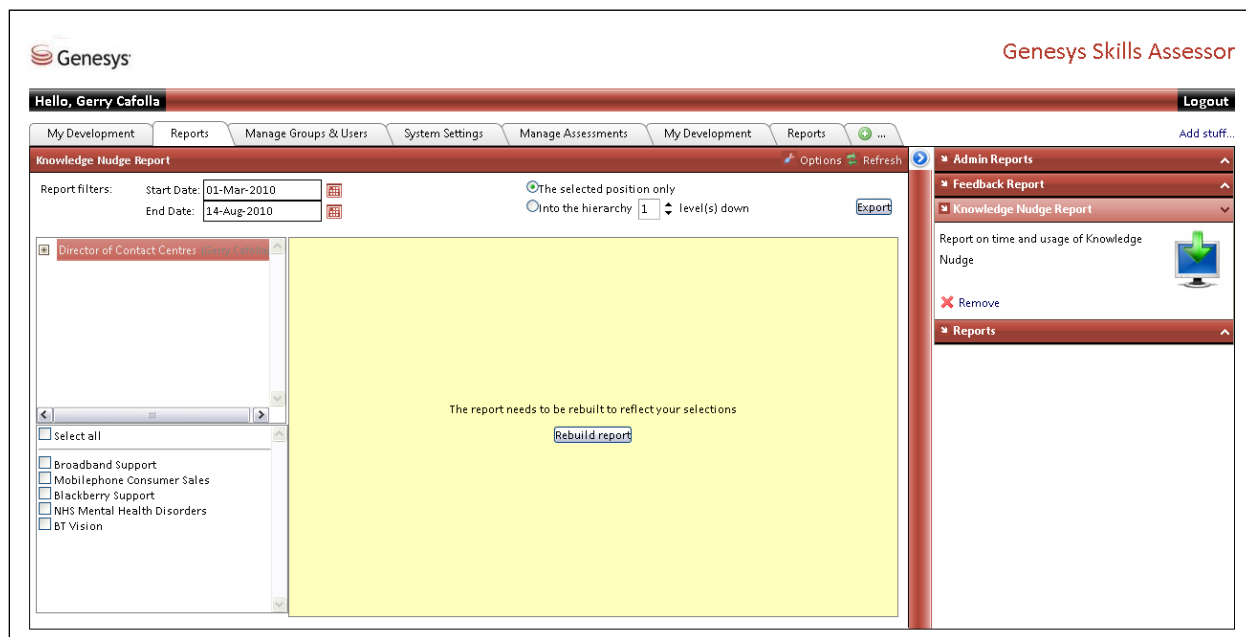 Genesys
Genesys Skills Assessor
Hello, Gerry Cafolla
Logout
My Development Reports Manage Groups & Users System Settings Manage Assessments My Development Reports ...
Add stuff...
Knowledge Nudge Report
Options Refresh
Report filters:
Start Date: 01-Mar-2010
End Date: 14-Aug-2010
The selected position only
Into the hierarchy 1 level(s) down
Export
Director of Contact Centres (Gerry Cafolla)
Select all
Broadband Support
Mobilephone Consumer Sales
Blackberry Support
NHS Mental Health Disorders
BT Vision
The report needs to be rebuilt to reflect your selections
Rebuild report
Admin Reports
Feedback Report
Knowledge Nudge Report
Report on time and usage of Knowledge
Nudge
Remove
Reports